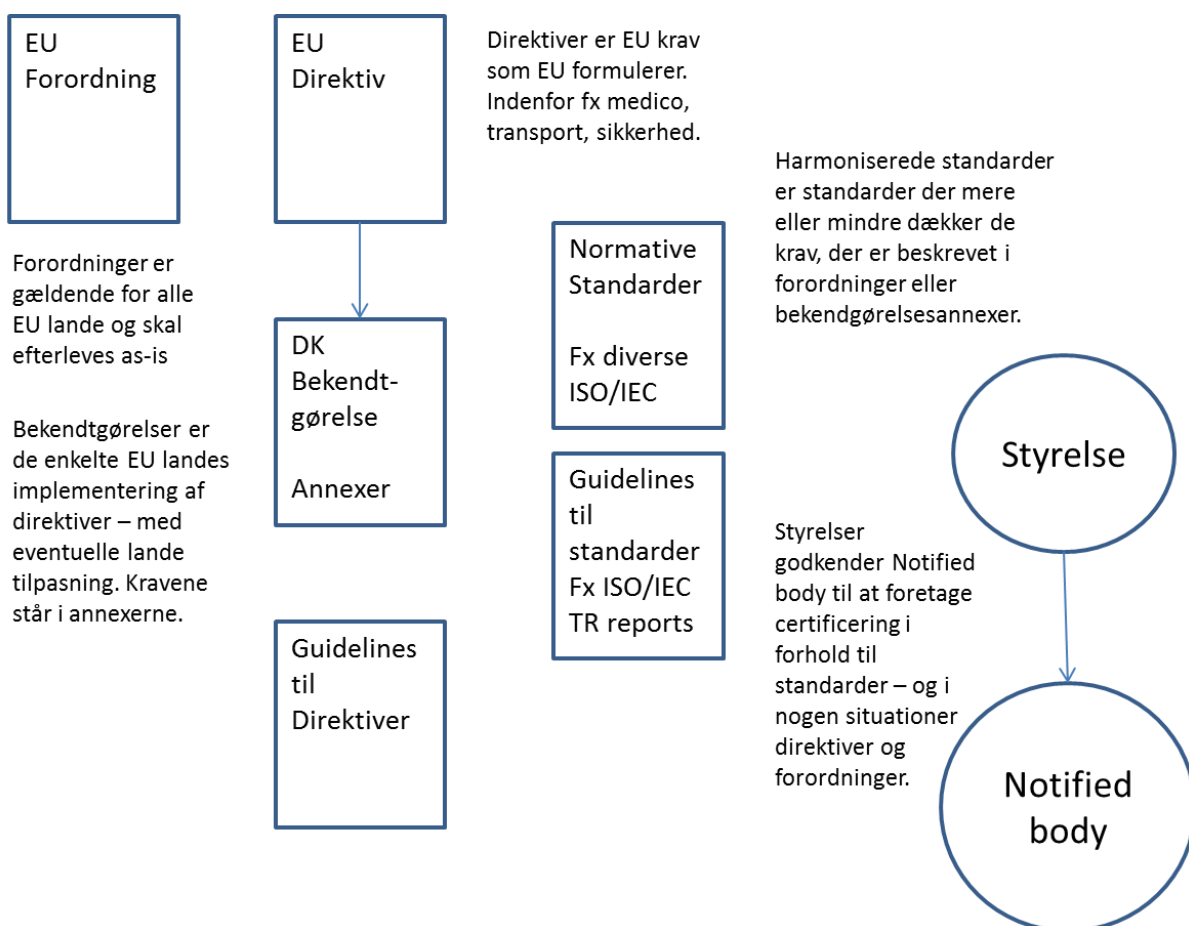 EU
Forordning
EU
Direktiv
Direktiver er EU krav
som EU formulerer.
Indenfor fx medico,
transport, sikkerhed.
Forordninger er
gældende for alle
EU lande og skal
efterleves as-is
Bekendtgørelser er
de enkelte EU landes
implementering af
direktiver – med
eventuelle lande
tilpasning. Kravene
står i annexerne.
DK
Bekendt-
gørelse
Annexer
Guidelines
til
Direktiver
Normative
Standarder
Fx diverse
ISO/IEC
Guidelines
til
standarder
Fx ISO/IEC
TR reports
Harmoniserede standarder
er standarder der mere
eller mindre dækker de
krav, der er beskrevet i
forordninger eller
bekendgørelsesannexer.
Styrelse
Styrelser
godkender Notified
body til at foretage
certificering i
forhold til
standarder – og i
nogen situationer
direktiver og
forordninger.
Notified
body